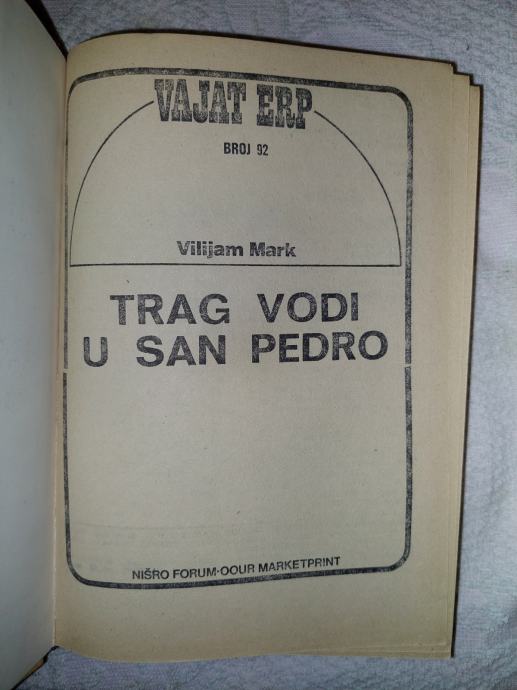 VAJAT ERP
BROJ 92
Vilijam Mark
TRAG VODI
U SAN PEDRO
NIŠRO FORUM•OOUR MARKETPRINT